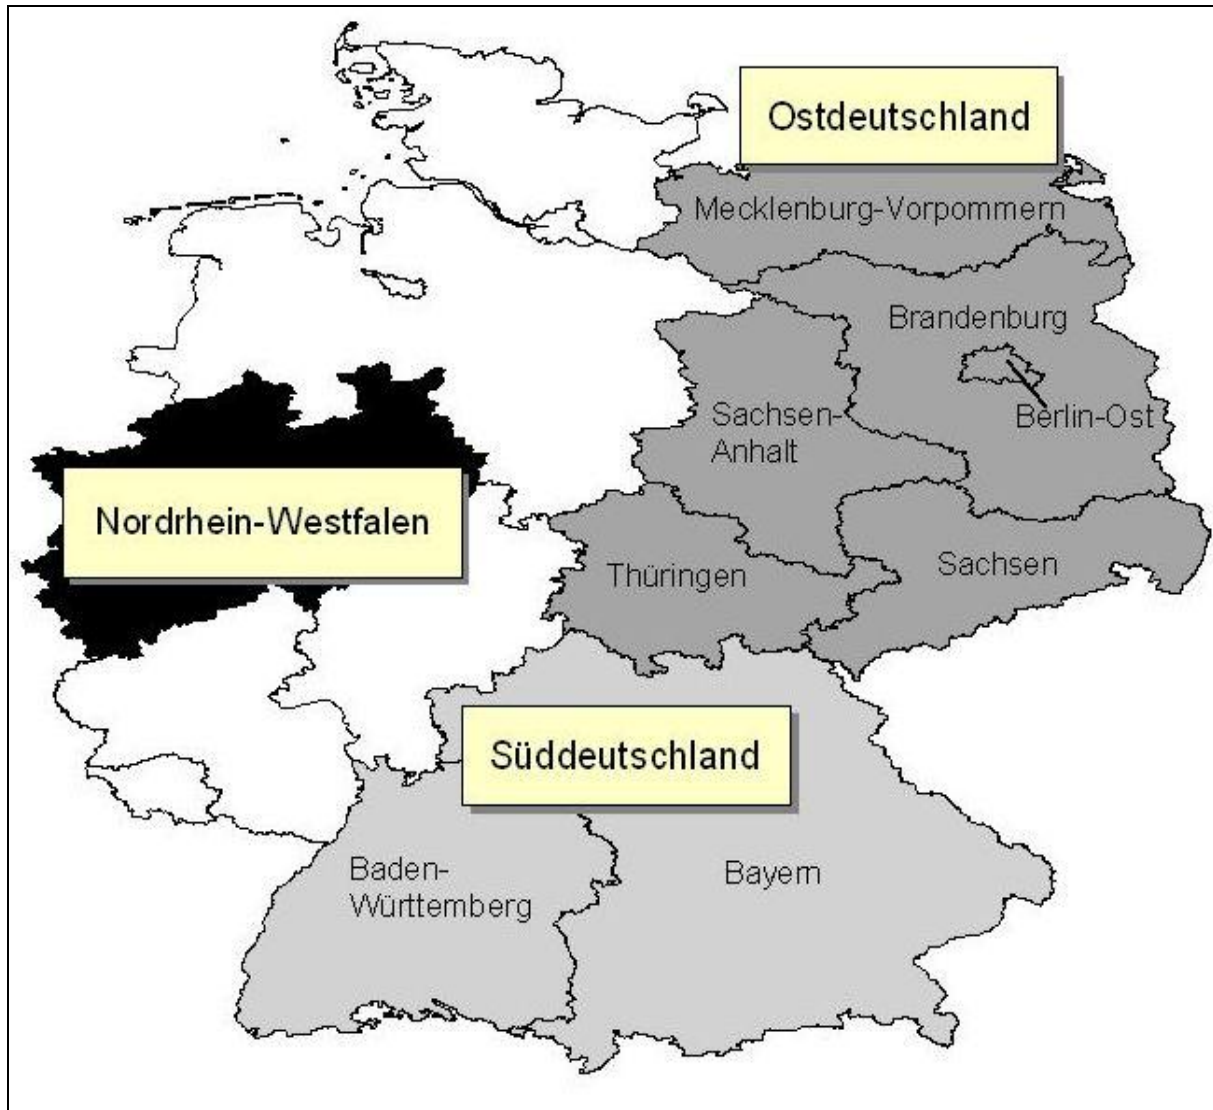 Ostdeutschland
Mecklenburg-Vorpommern
Brandenburg
Berlin-Ost
Sachsen-
Anhalt
Nordrhein-Westfalen
Thüringen
Sachsen
Süddeutschland
Baden-
Württemberg
Bayern